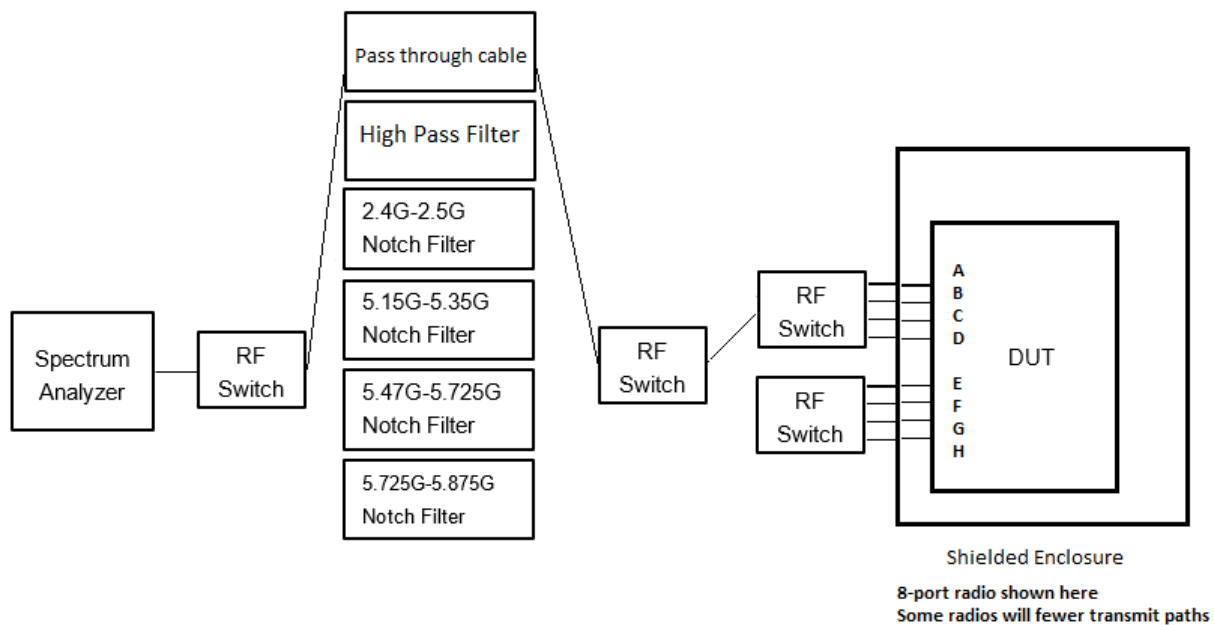 Pass through cable
High Pass Filter
2.4G-2.5G
Notch Filter
5.15G-5.35G
Notch Filter
5.47G-5.725G
Notch Filter
5.725G-5.875G
Notch Filter
Spectrum
Analyzer
RF
Switch
RF
Switch
RF
Switch
RF
Switch
A
B
C
D
E
F
G
H
DUT
Shielded Enclosure
8-port radio shown here
Some radios will fewer transmit paths